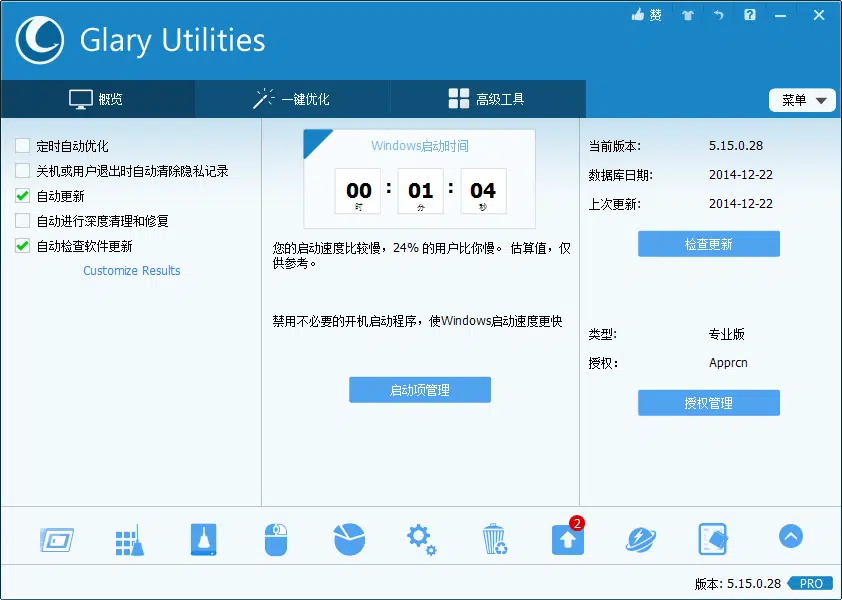 赞
Glary Utilities
概览
一键优化
高级工具
菜单
定时自动优化
关机或用户退出时自动清除隐私记录
自动更新
自动进行深度清理和修复
自动检查软件更新
Customize Results
Windows启动时间
00 : 01 : 04
时 分 秒
您的启动速度比较慢，24% 的用户比你慢。 估算值，仅
供参考。
禁用不必要的开机启动程序，使Windows启动速度更快
启动项管理
当前版本: 5.15.0.28
数据库日期: 2014-12-22
上次更新: 2014-12-22
检查更新
类型: 专业版
授权： Apprcn
授权管理
2
版本: 5.15.0.28 PRO